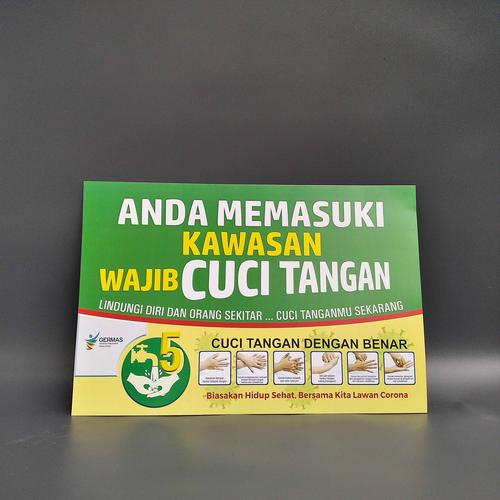 ANDA MEMASUKI
KAWASAN
WAJIB CUCI TANGAN
LINDUNGI DIRI DAN ORANG SEKITAR ... CUCI TANGANMU SEKARANG
GERMAS
5
CUCI TANGAN DENGAN BENAR
Biasakan Hidup Sehat, Bersama Kita Lawan Corona